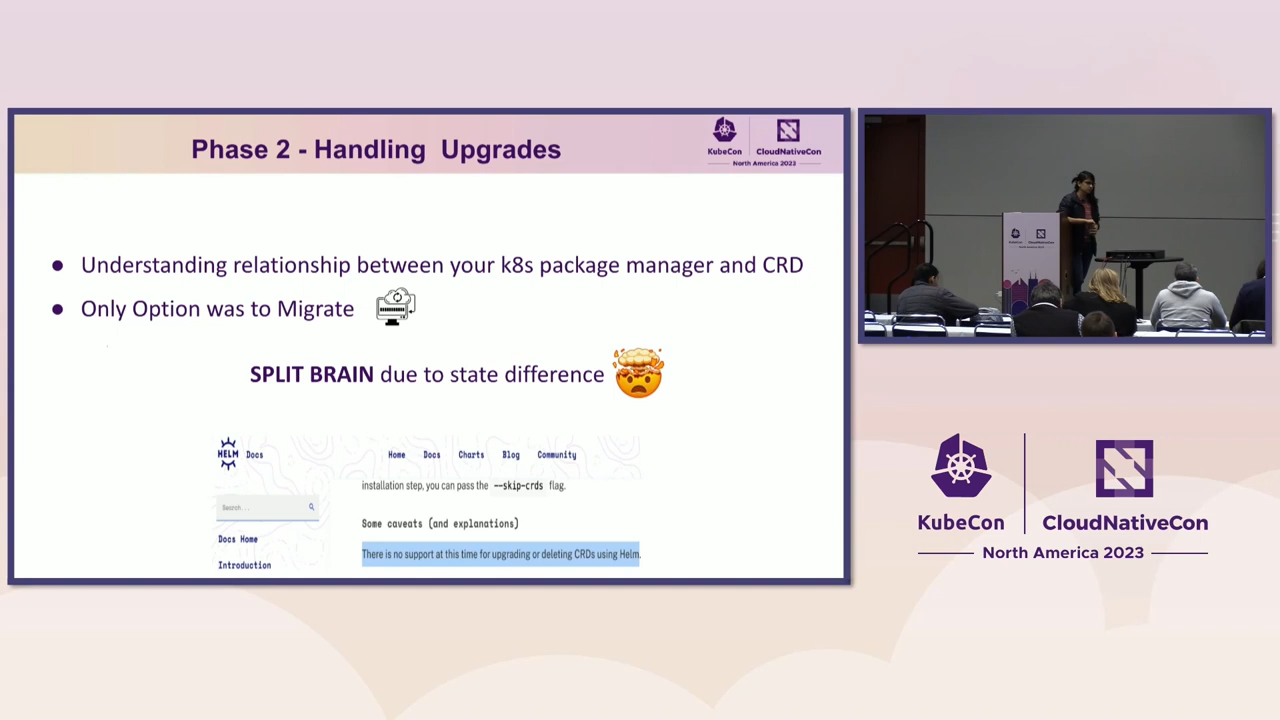 Phase 2 - Handling Upgrades
KubeCon
CloudNativeCon
North America 2023
● Understanding relationship between your k8s package manager and CRD
● Only Option was to Migrate
SPLIT BRAIN due to state difference
HELM Docs
Home Docs Charts Blog Community
installation step, you can pass the --skip-crds flag.
Search...
Some caveats (and explanations)
Docs Home
There is no support at this time for upgrading or deleting CRDs using Helm.
Introduction
KubeCon
CloudNativeCon
North America 2023